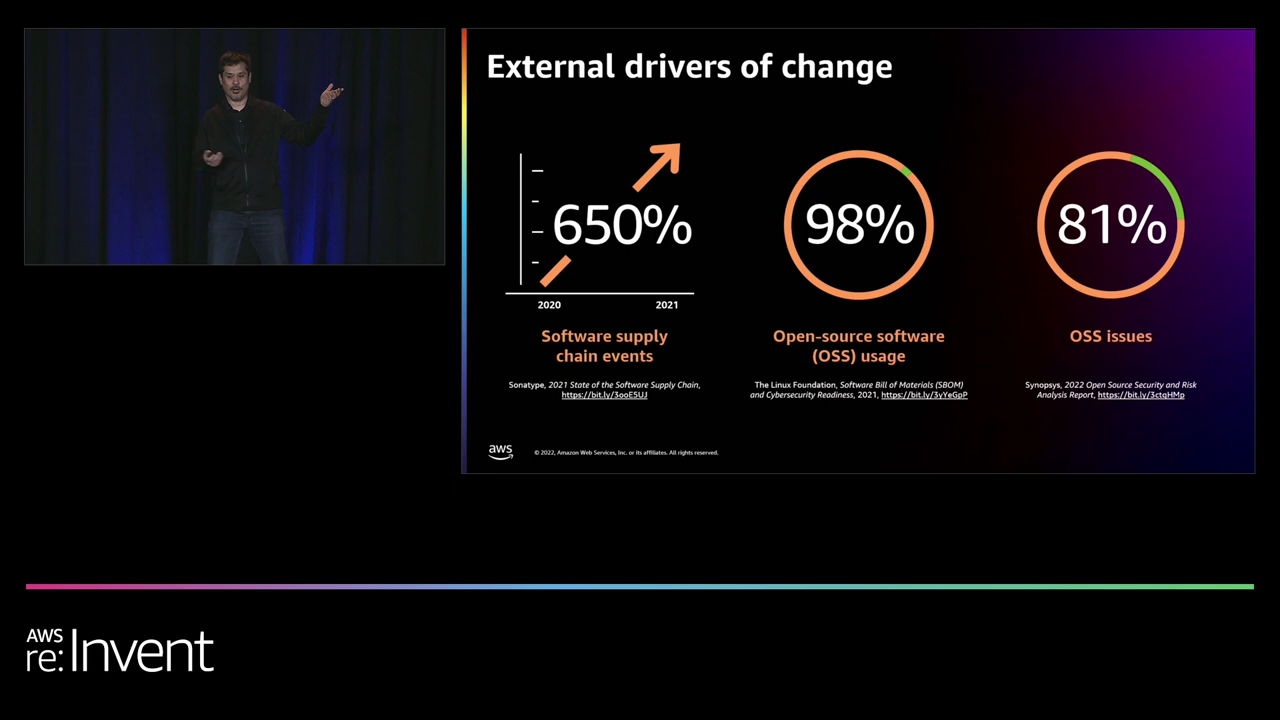 External drivers of change
650%
2020 2021
Software supply
chain events
Sonatype, 2021 State of the Software Supply Chain,
https://bit.ly/3ooE5UJ
98%
Open-source software
(OSS) usage
The Linux Foundation, Software Bill of Materials (SBOM)
and Cybersecurity Readiness, 2021, https://bit.ly/3yYeGpP
81%
OSS issues
Synopsys, 2022 Open Source Security and Risk
Analysis Report, https://bit.ly/3ctqHMp
aws
© 2022, Amazon Web Services, Inc. or its affiliates. All rights reserved.
AWS
re:Invent